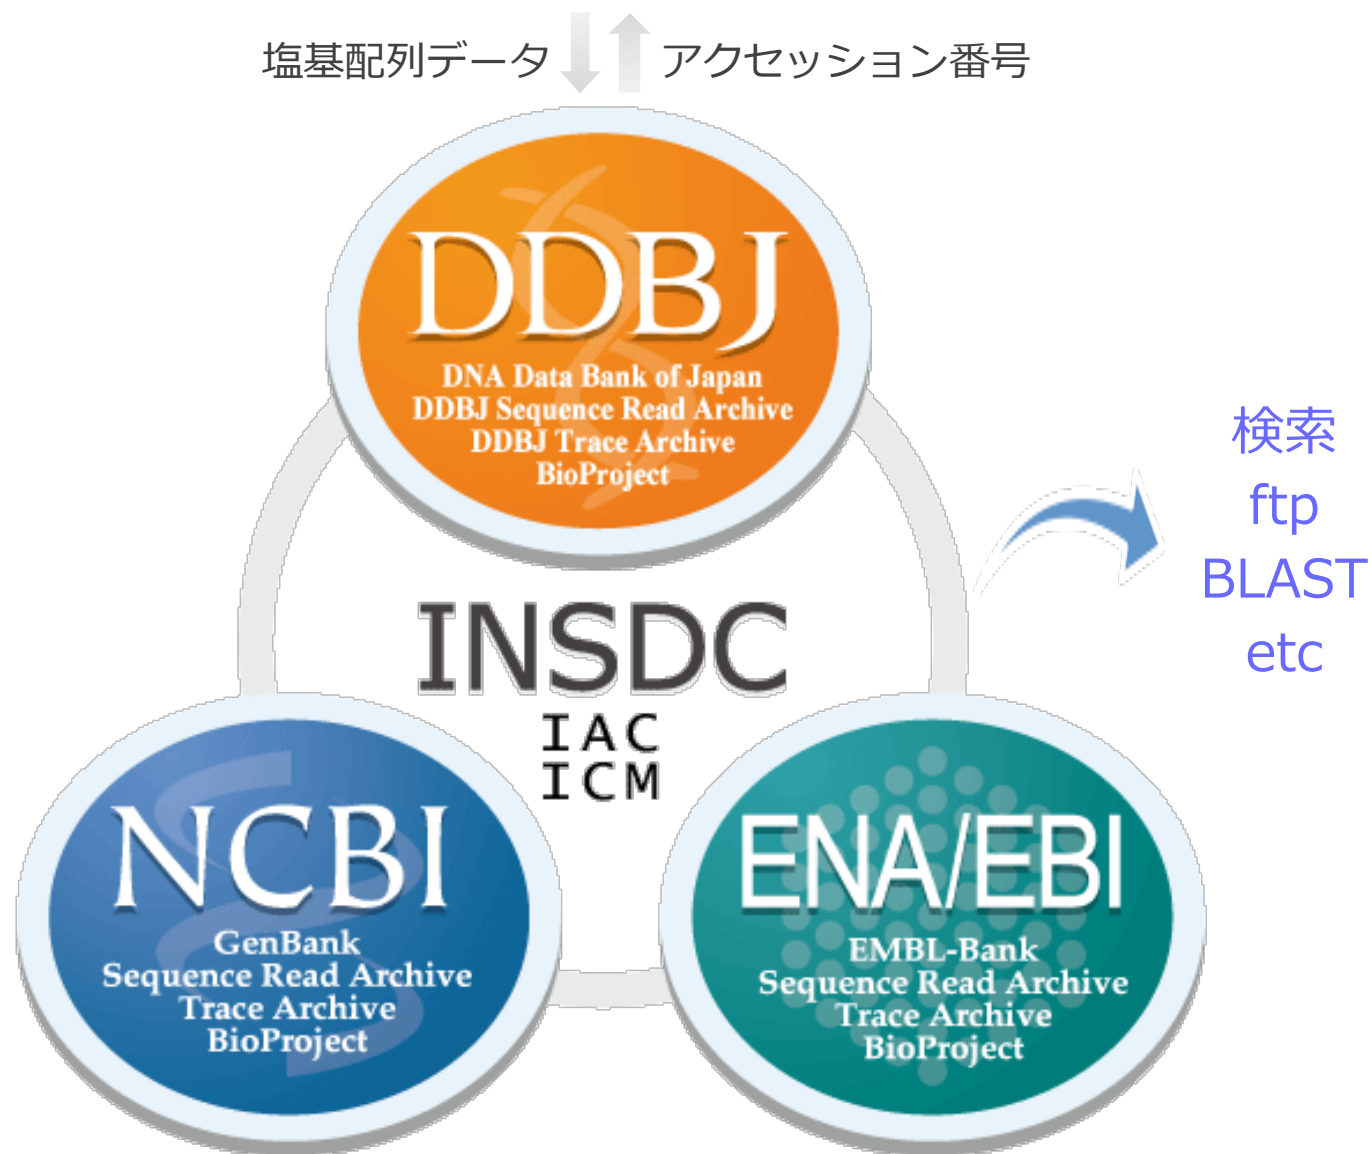 塩基配列データ アクセッション番号
DDBJ
DNA Data Bank of Japan
DDBJ Sequence Read Archive
DDBJ Trace Archive
BioProject
検索
ftp
BLAST
etc
INSDC
IAC
ICM
NCBI
GenBank
Sequence Read Archive
Trace Archive
BioProject
ENA/EBI
EMBL-Bank
Sequence Read Archive
Trace Archive
BioProject